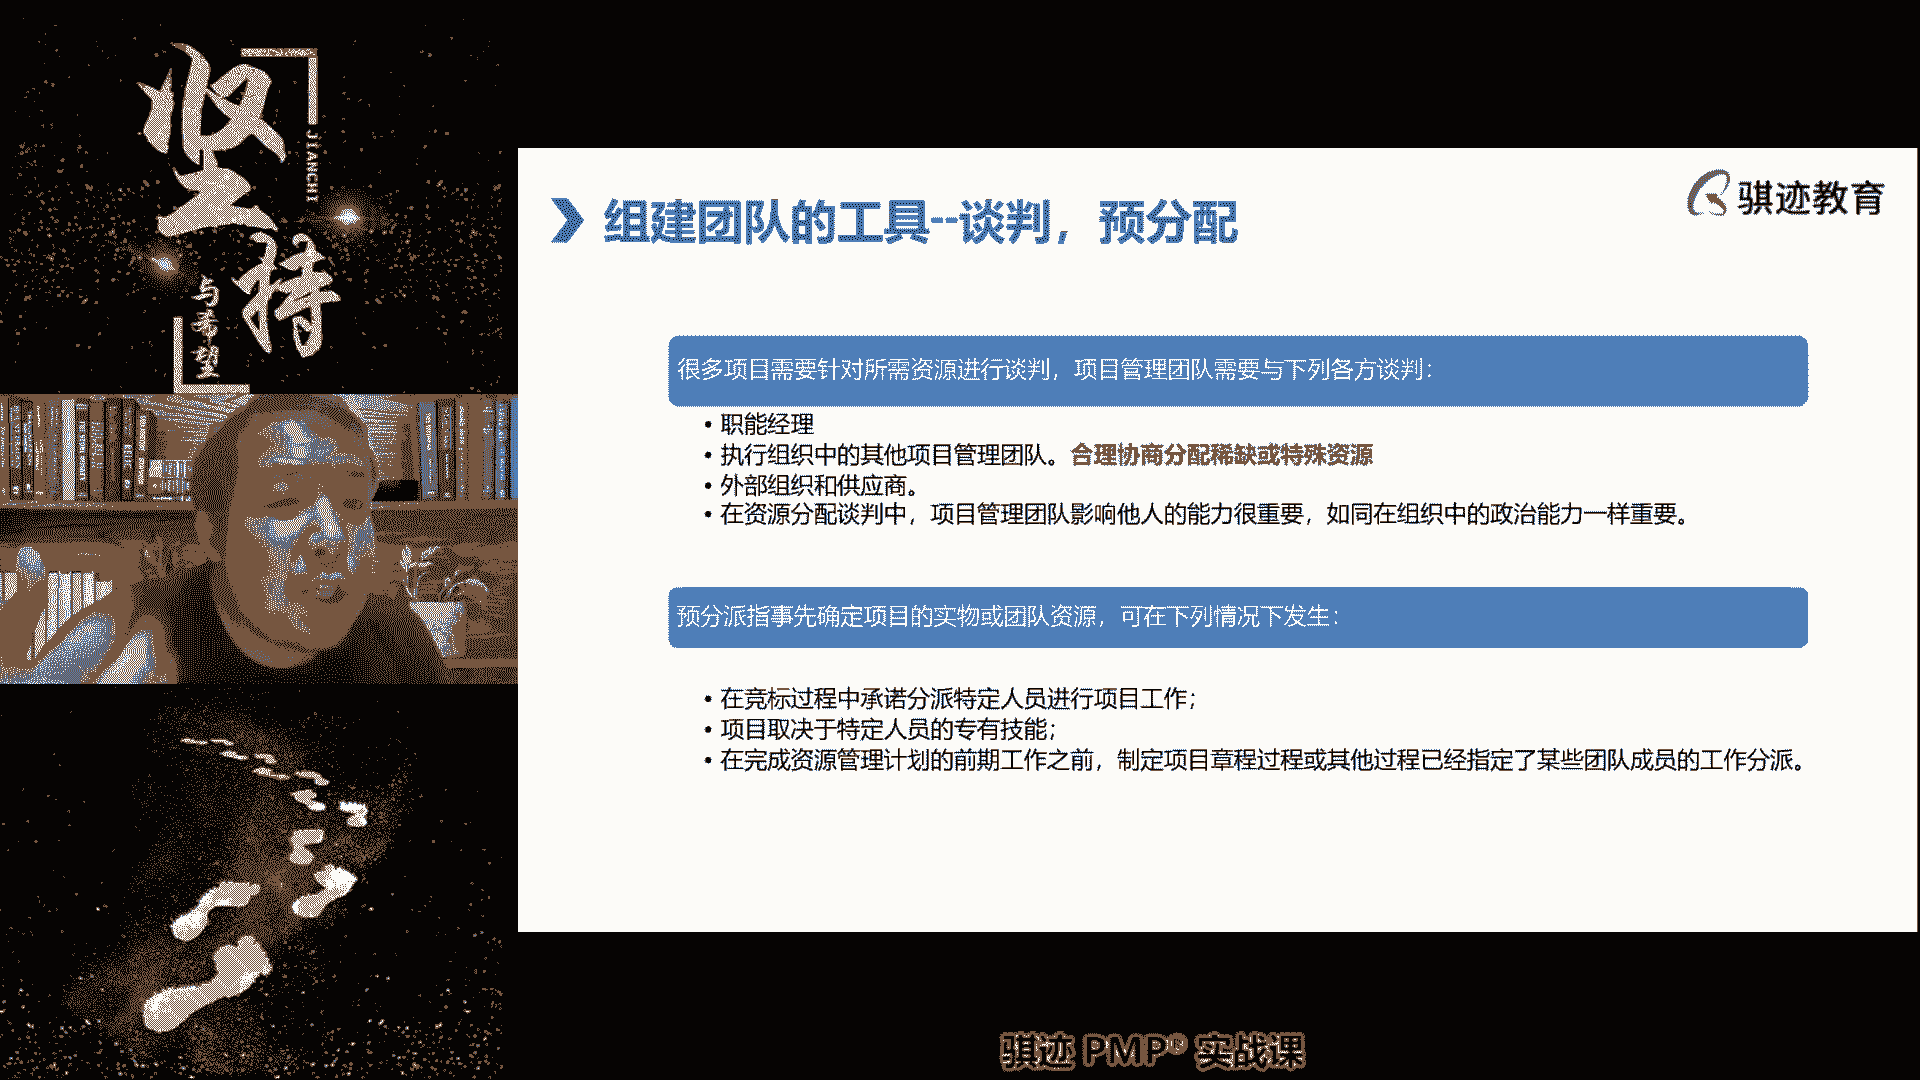 坚持
JIANCHI
与希望
骐迹教育
组建团队的工具--谈判，预分配
很多项目需要针对所需资源进行谈判，项目管理团队需要与下列各方谈判：
• 职能经理
• 执行组织中的其他项目管理团队。合理协商分配稀缺或特殊资源
• 外部组织和供应商。
• 在资源分配谈判中，项目管理团队影响他人的能力很重要，如同在组织中的政治能力一样重要。
预分派指事先确定项目的实物或团队资源，可在下列情况下发生：
• 在竞标过程中承诺分派特定人员进行项目工作；
• 项目取决于特定人员的专有技能；
• 在完成资源管理计划的前期工作之前，制定项目章程过程或其他过程已经指定了某些团队成员的工作分派。
骐迹 PMP® 实战课